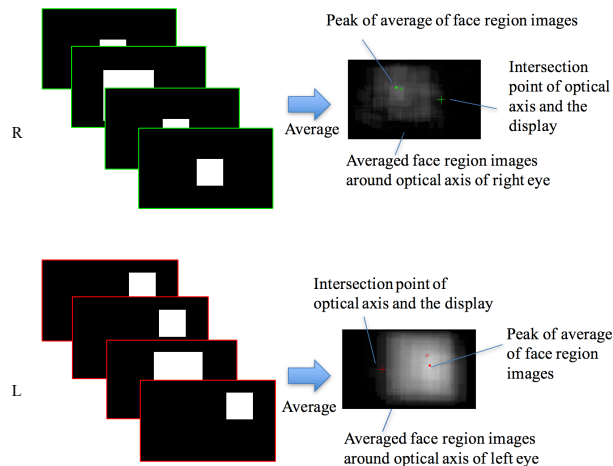 Peak of average of face region images
Intersection
point of optical
axis and the
display
R
Average
Averaged face region images
around optical axis of right eye
Intersection point of
optical axis and the display
Peak of average
of face region
images
L
Average
Averaged face region images
around optical axis of left eye